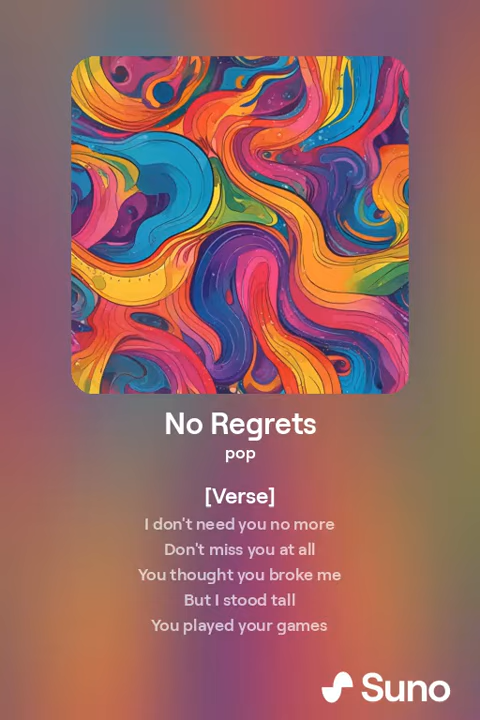 No Regrets
pop
[Verse]
I don't need you no more
Don't miss you at all
You thought you broke me
But I stood tall
You played your games
Suno